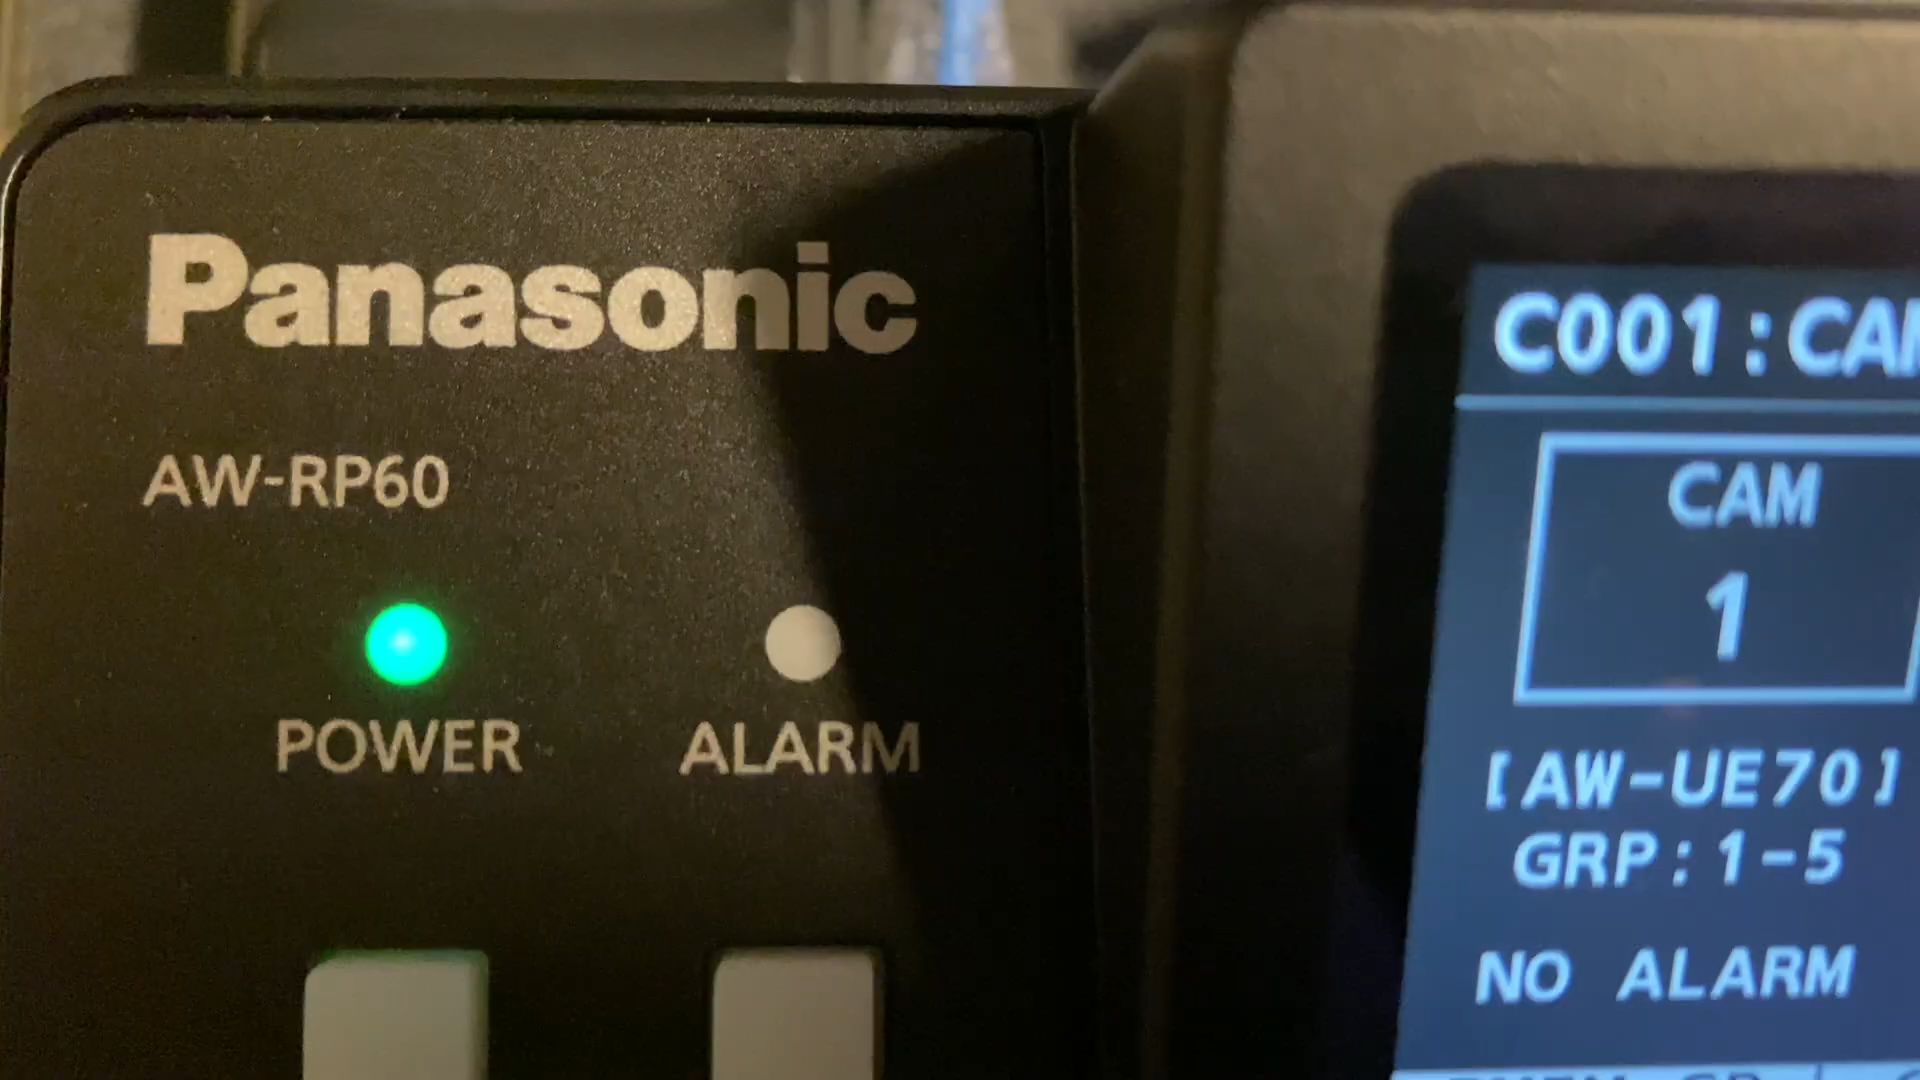 Panasonic
AW-RP60
POWER ALARM
C001:CAM
CAM
1
[AW-UE70]
GRP:1-5
NO ALARM